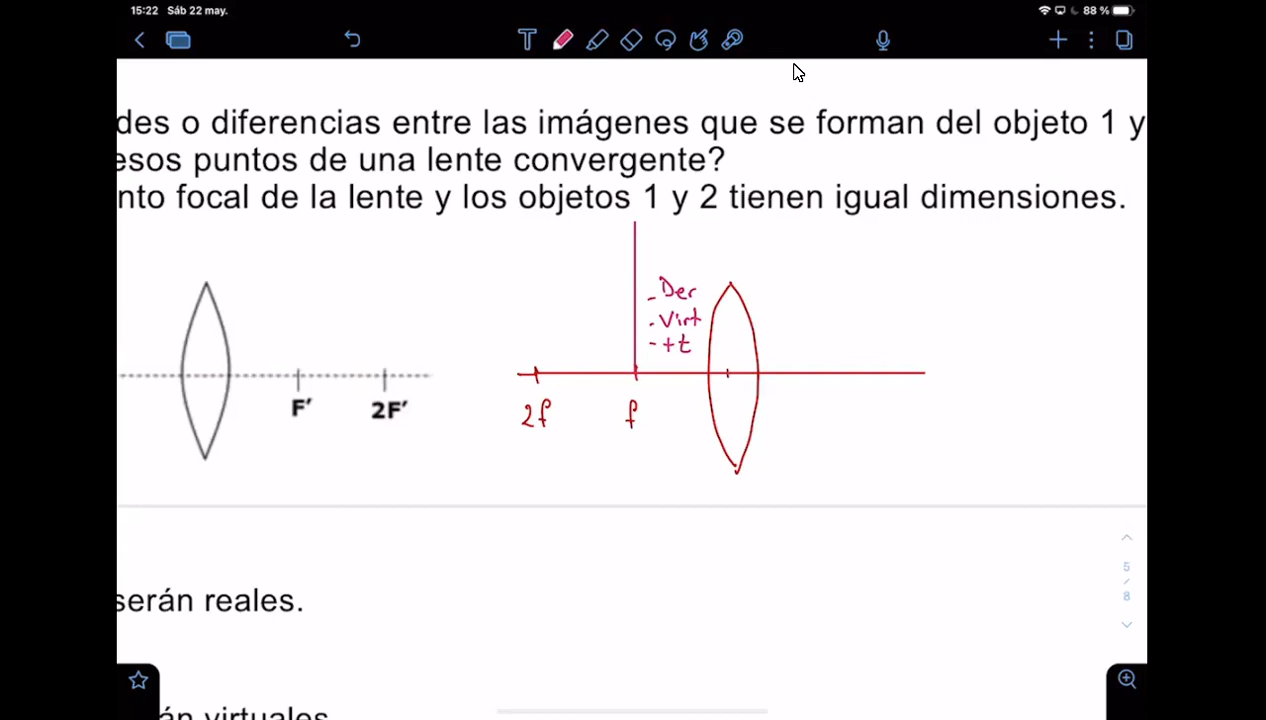 15:22 Sáb 22 may.
88 %
des o diferencias entre las imágenes que se forman del objeto 1 y
esos puntos de una lente convergente?
nto focal de la lente y los objetos 1 y 2 tienen igual dimensiones.
- Der
- Virt
- +t
F' 2F'
2f f
5
/
8
serán reales.
án virtuales